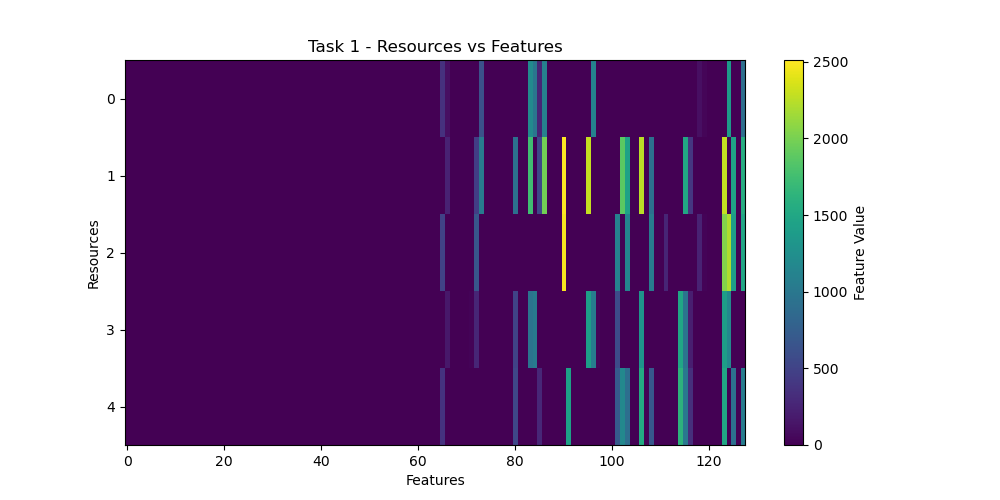 Task 1 - Resources vs Features
Resources
0
1
2
3
4
0 20 40 60 80 100 120
Features
2500
2000
1500
1000
500
0
Feature Value